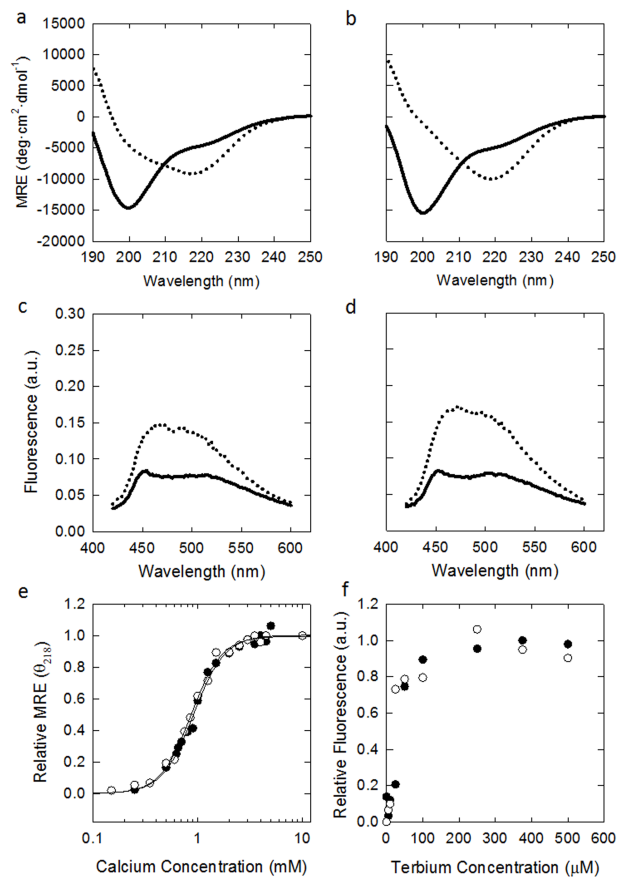 a
b
15000
10000
5000
0
-5000
-10000
-15000
-20000
MRE (deg·cm²·dmol⁻¹)
190 200 210 220 230 240 250
190 200 210 220 230 240 250
Wavelength (nm)
Wavelength (nm)
c
d
0.30
0.25
0.20
0.15
0.10
0.05
0.00
Fluorescence (a.u.)
400 450 500 550 600
400 450 500 550 600
Wavelength (nm)
Wavelength (nm)
e
f
1.2
1.0
0.8
0.6
0.4
0.2
0.0
Relative MRE (θ₂₁₈)
0.1 1 10
Calcium Concentration (mM)
1.2
1.0
0.8
0.6
0.4
0.2
0.0
Relative Fluorescence (a.u.)
0 100 200 300 400 500 600
Terbium Concentration (μM)